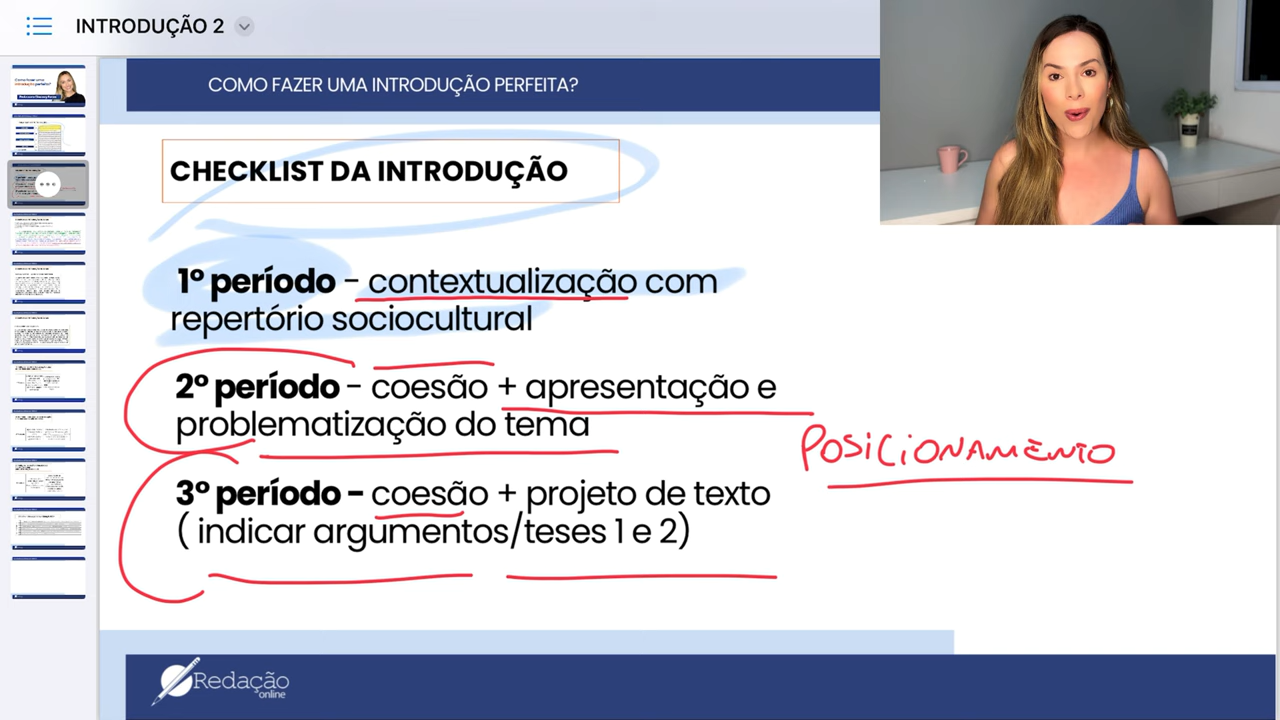 INTRODUÇÃO 2
COMO FAZER UMA INTRODUÇÃO PERFEITA?
CHECKLIST DA INTRODUÇÃO
1º período - contextualização com
repertório sociocultural
2º período - coesão + apresentação e
problematização do tema
POSICIONAMENTO
3º período - coesão + projeto de texto
( indicar argumentos/teses 1 e 2)
Redação
online